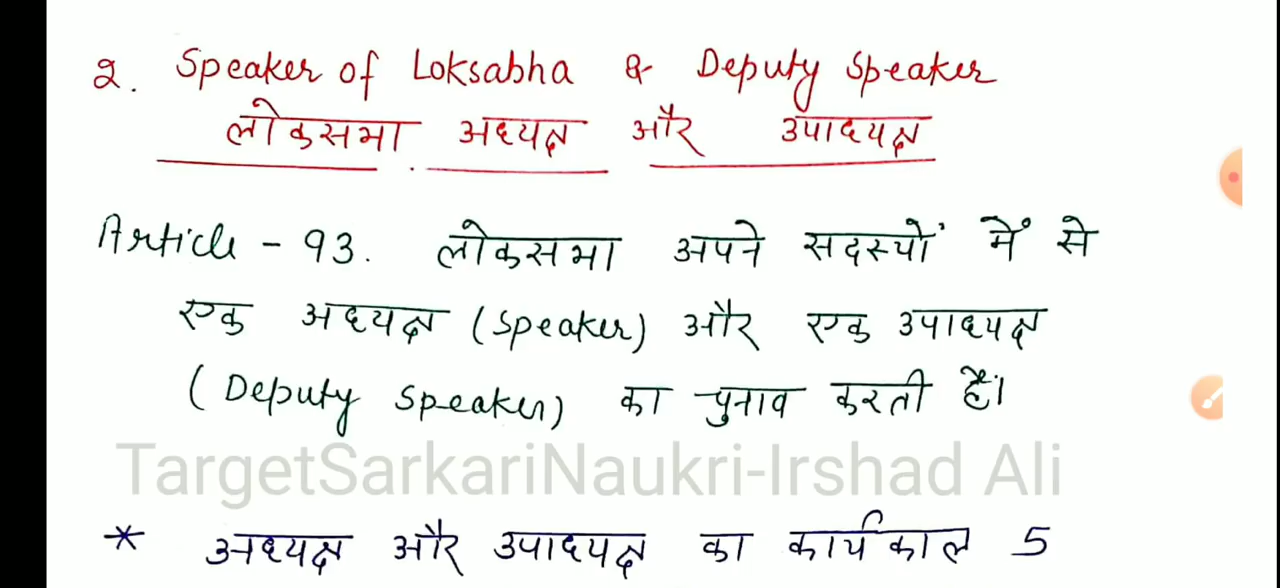 2. Speaker of Loksabha & Deputy Speaker
लोकसभा अध्यक्ष और उपाध्यक्ष
Article - 93. लोकसभा अपने सदस्यों में से
एक अध्यक्ष (Speaker) और एक उपाध्यक्ष
(Deputy Speaker) का चुनाव करती हैं।
TargetSarkariNaukri-Irshad Ali
* अध्यक्ष और उपाध्यक्ष का कार्यकाल 5